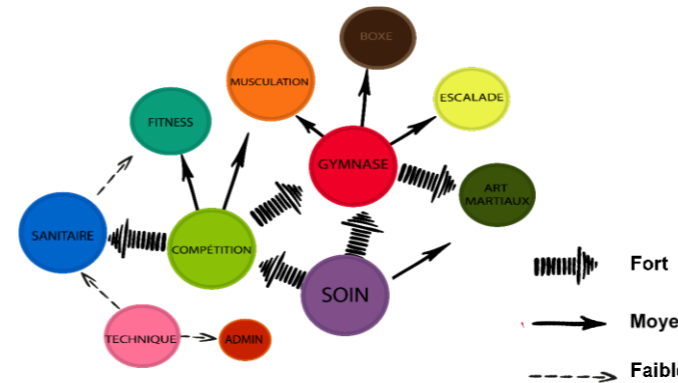 BOXE
MUSCULATION
ESCALADE
FITNESS
GYMNASE
ART
MARTIAUX
SANITAIRE
COMPÉTITION
SOIN
Fort
Moye
TECHNIQUE
ADMIN
Faible